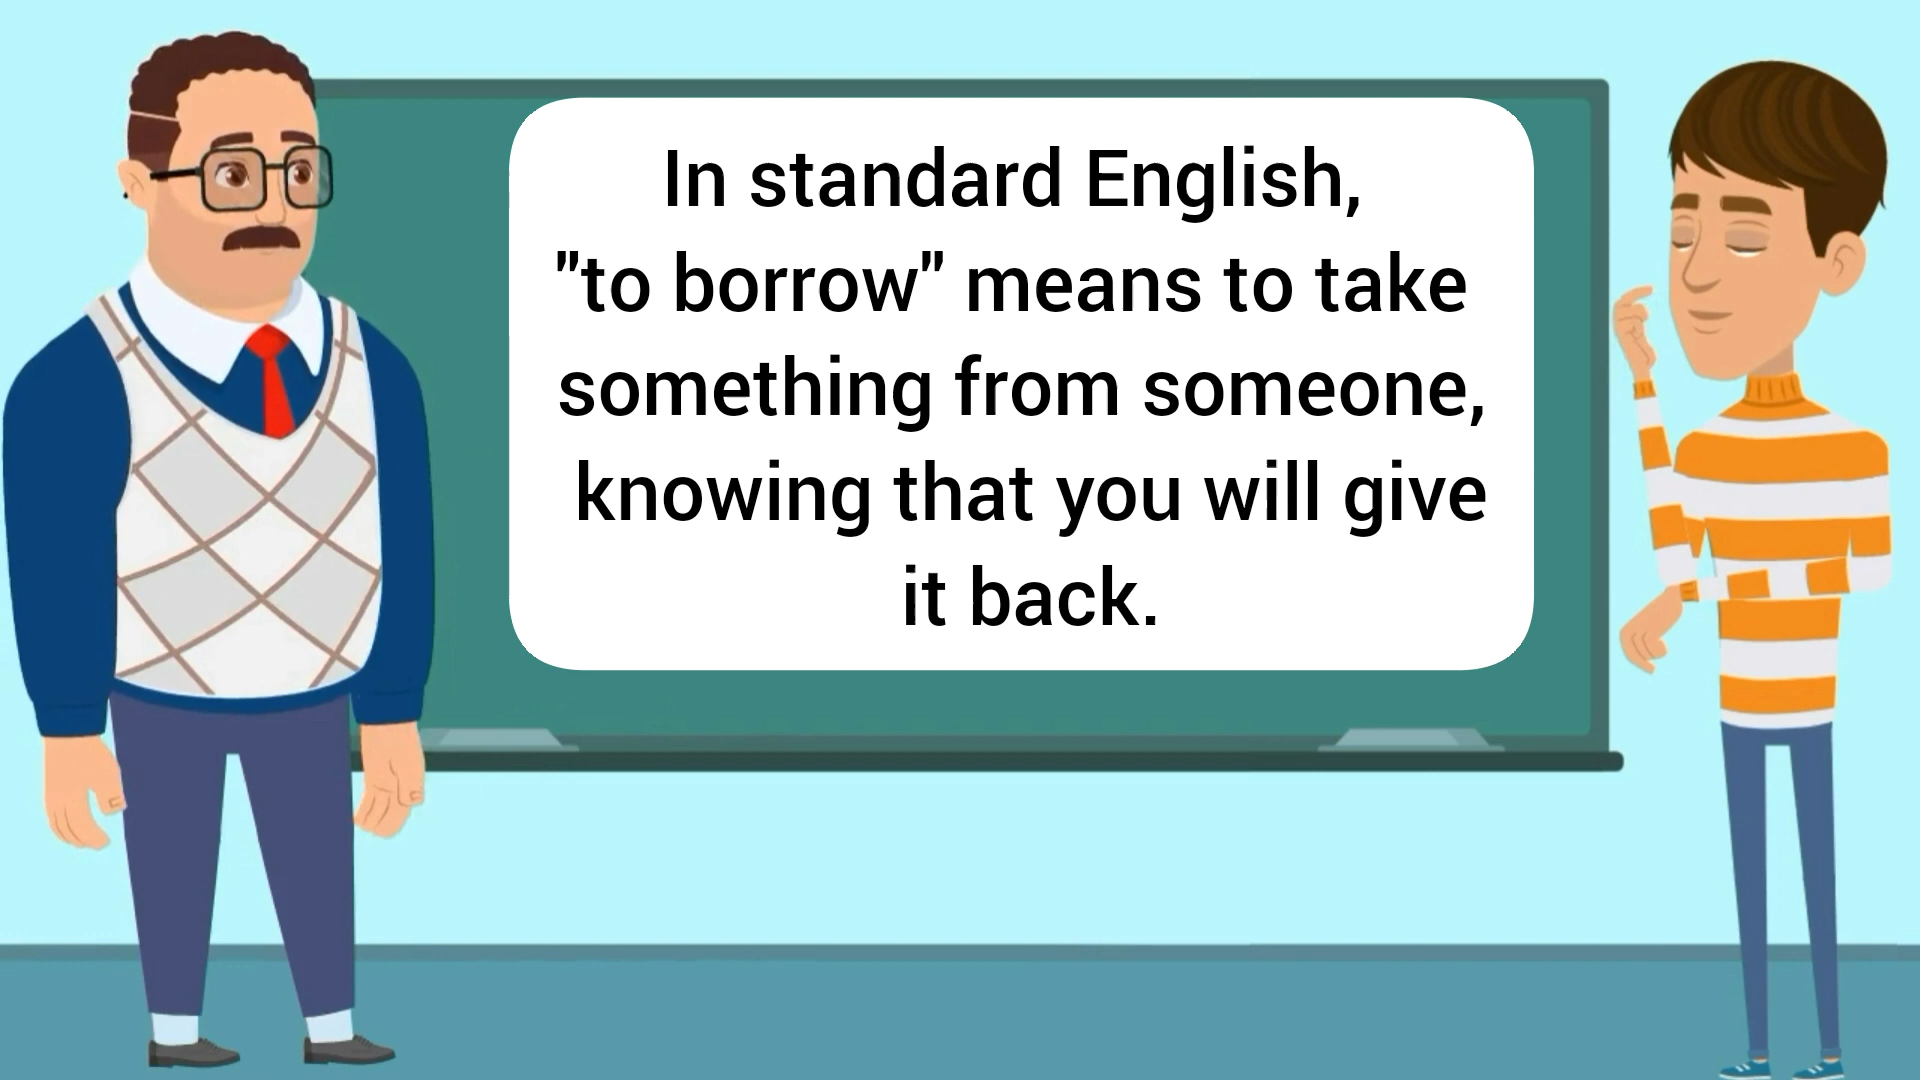 In standard English,
"to borrow" means to take
something from someone,
knowing that you will give
it back.